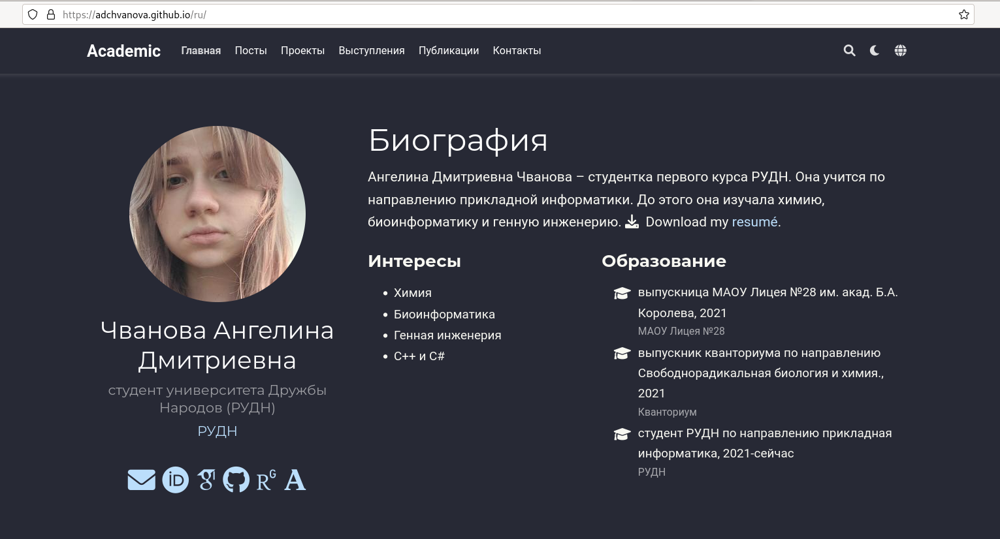 https://adchvanova.github.io/ru/
Academic Главная Посты Проекты Выступления Публикации Контакты
Биография
Ангелина Дмитриевна Чванова – студентка первого курса РУДН. Она учится по
направлению прикладной информатики. До этого она изучала химию,
биоинформатику и генную инженерию. Download my resumé.
Чванова Ангелина
Дмитриевна
студент университета Дружбы
Народов (РУДН)
РУДН
iD g R G A
Интересы
• Химия
• Биоинформатика
• Генная инженерия
• C++ и C#
Образование
выпускница МАОУ Лицея №28 им. акад. Б.А.
Королева, 2021
МАОУ Лицея №28
выпускник кванториума по направлению
Свободнорадикальная биология и химия.,
2021
Кванториум
студент РУДН по направлению прикладная
информатика, 2021-сейчас
РУДН